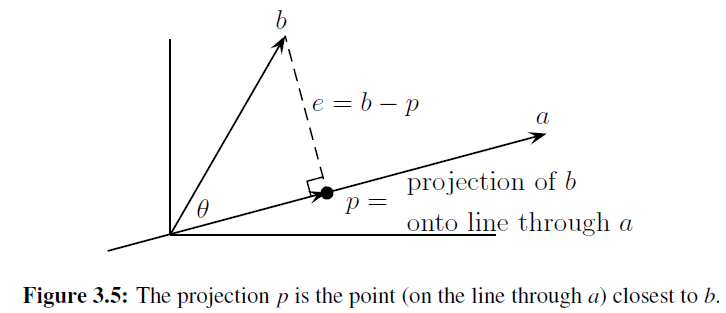 b
e = b − p
a
θ
p = projection of b
onto line through a
Figure 3.5: The projection p is the point (on the line through a) closest to b.